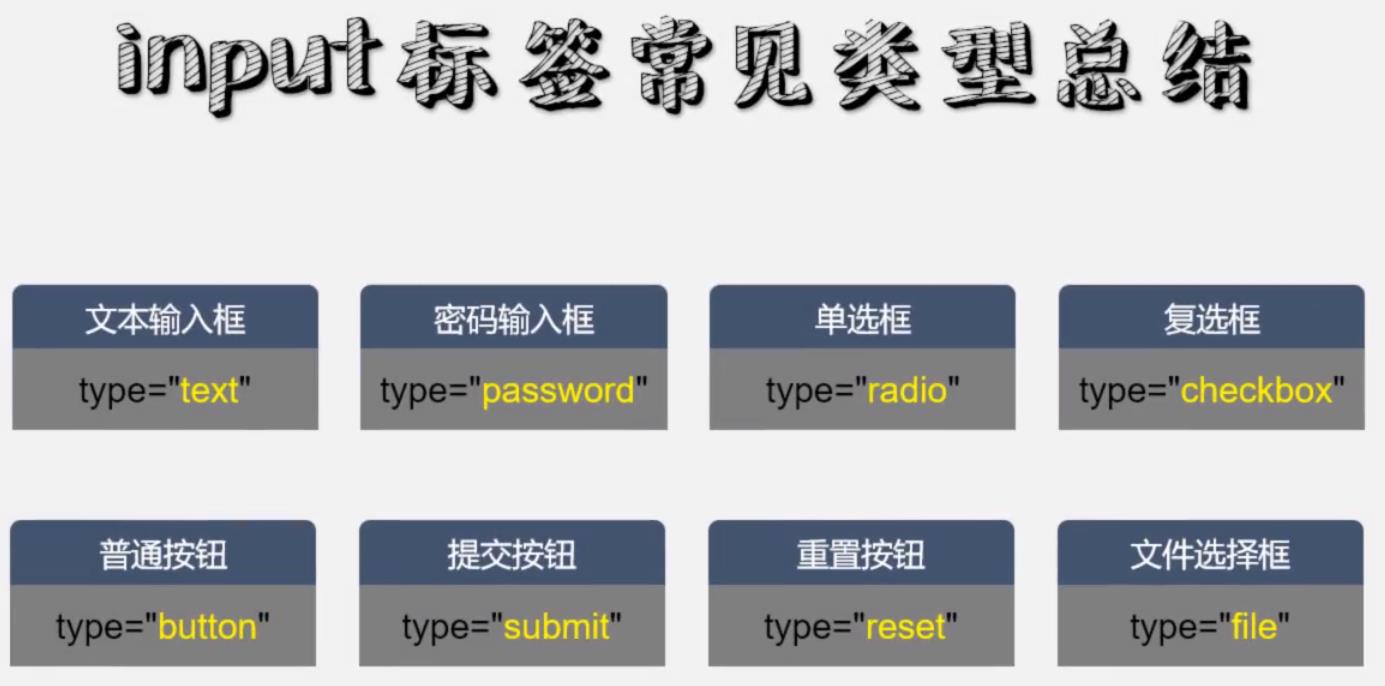 input标签常见类型总结
文本输入框
type="text"
密码输入框
type="password"
单选框
type="radio"
复选框
type="checkbox"
普通按钮
type="button"
提交按钮
type="submit"
重置按钮
type="reset"
文件选择框
type="file"